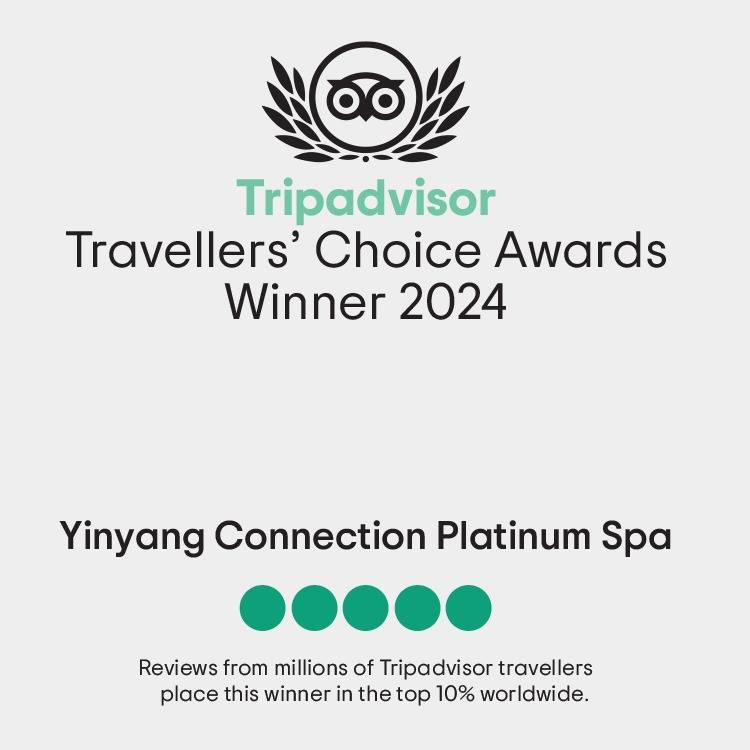 Tripadvisor
Travellers’ Choice Awards
Winner 2024
Yinyang Connection Platinum Spa
Reviews from millions of Tripadvisor travellers
place this winner in the top 10% worldwide.